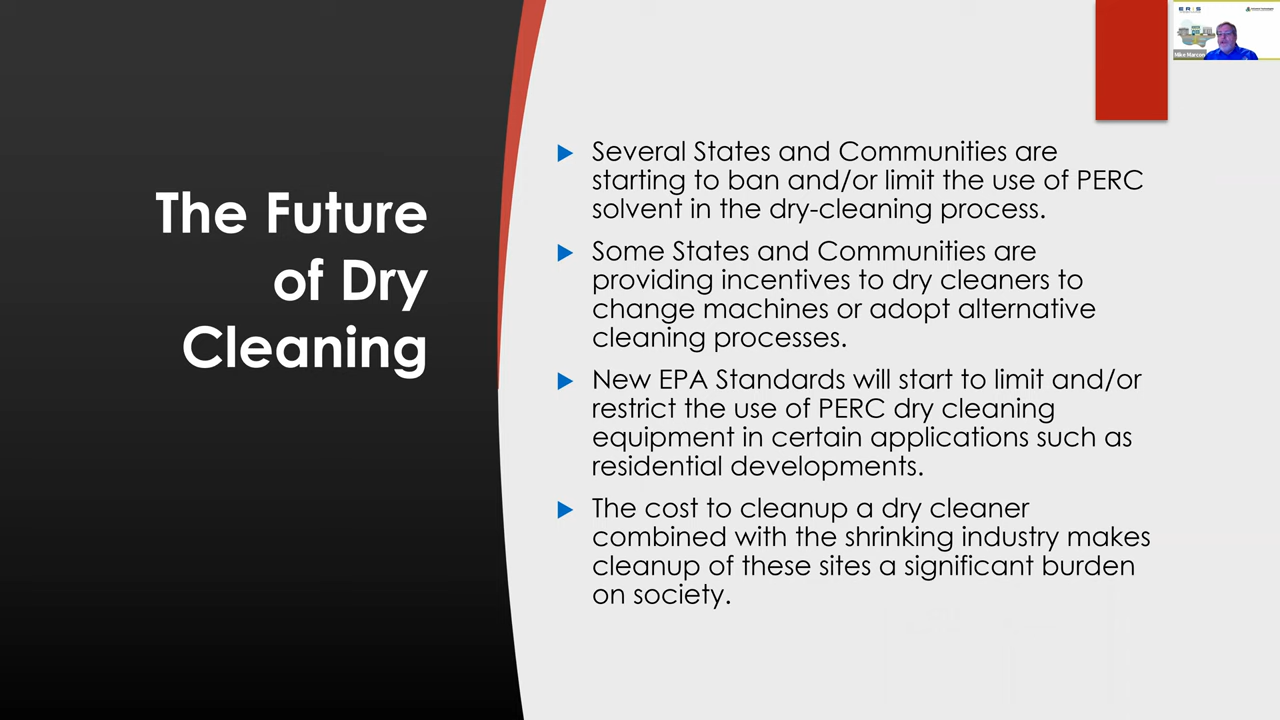 The Future
of Dry
Cleaning
Several States and Communities are
starting to ban and/or limit the use of PERC
solvent in the dry-cleaning process.
Some States and Communities are
providing incentives to dry cleaners to
change machines or adopt alternative
cleaning processes.
New EPA Standards will start to limit and/or
restrict the use of PERC dry cleaning
equipment in certain applications such as
residential developments.
The cost to cleanup a dry cleaner
combined with the shrinking industry makes
cleanup of these sites a significant burden
on society.
ERIS
Mike Marcon